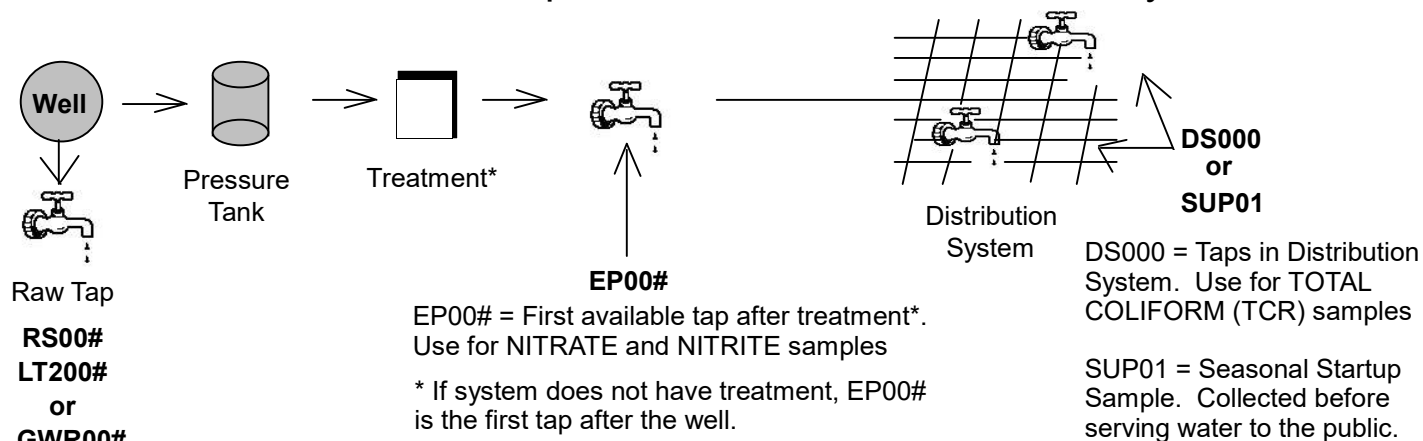 Well
Pressure
Tank
Treatment*
Distribution
System
Raw Tap
RS00#
LT200#
or
GWR00#
EP00#
EP00# = First available tap after treatment*.
Use for NITRATE and NITRITE samples
* If system does not have treatment, EP00#
is the first tap after the well.
DS000
or
SUP01
DS000 = Taps in Distribution
System. Use for TOTAL
COLIFORM (TCR) samples
SUP01 = Seasonal Startup
Sample. Collected before
serving water to the public.